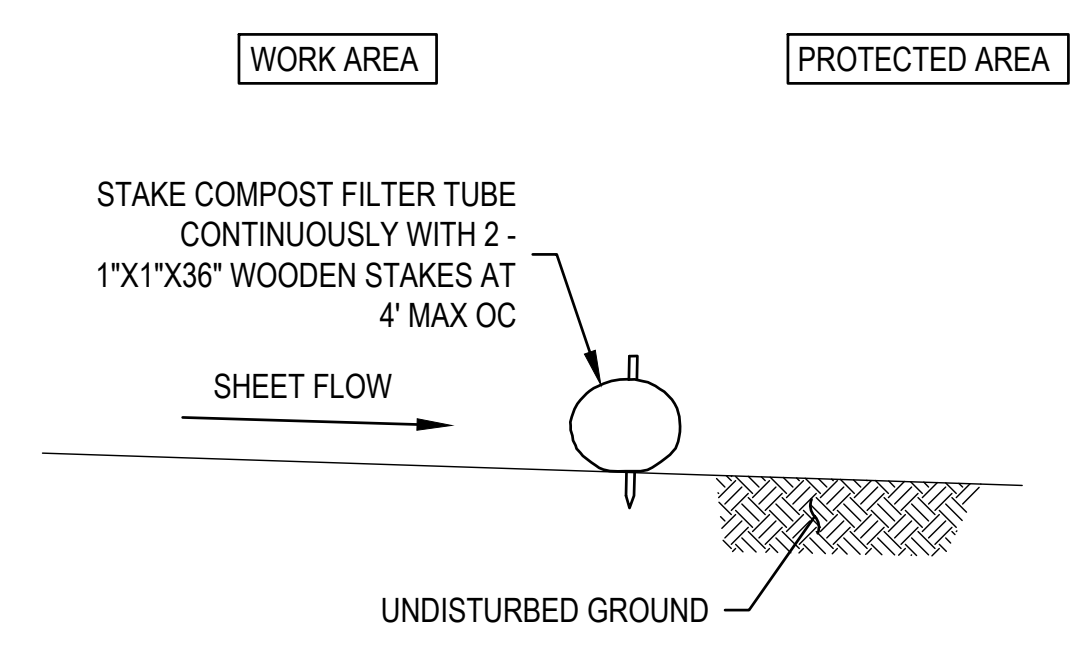 WORK AREA
PROTECTED AREA
STAKE COMPOST FILTER TUBE
CONTINUOUSLY WITH 2 -
1"X1"X36" WOODEN STAKES AT
4' MAX OC
SHEET FLOW
UNDISTURBED GROUND